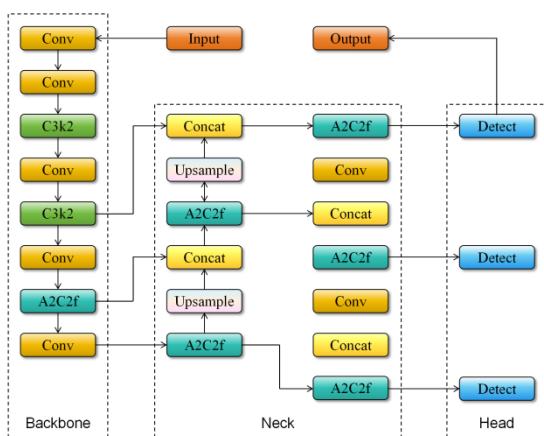 Conv Input Output
Conv
C3k2 Concat A2C2f Detect
Conv Upsample Conv
C3k2 A2C2f Concat
Conv Concat A2C2f Detect
A2C2f Upsample Conv
Conv A2C2f Concat
A2C2f Detect
Backbone Neck Head